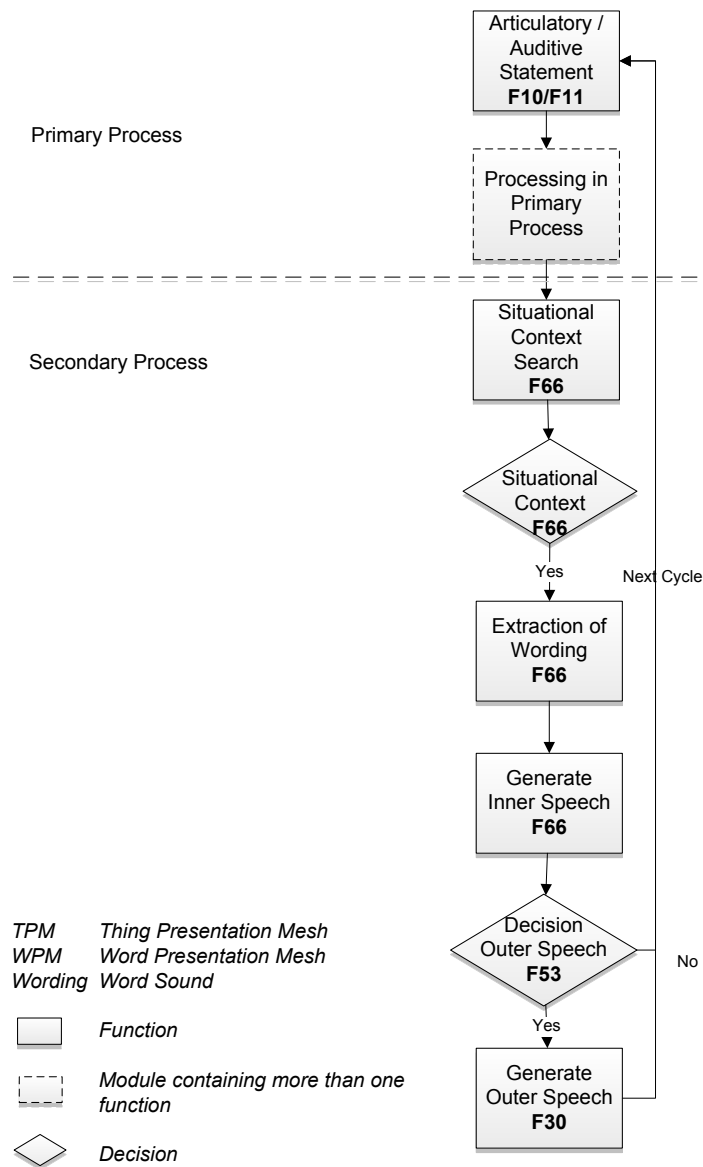 Articulatory /
Auditive
Statement
F10/F11
Primary Process
Processing in
Primary
Process
Situational
Context
Search
F66
Secondary Process
Situational
Context
F66
Yes
Next Cycle
Extraction of
Wording
F66
Generate
Inner Speech
F66
Decision
Outer Speech
F53
No
Yes
Generate
Outer Speech
F30
TPM Thing Presentation Mesh
WPM Word Presentation Mesh
Wording Word Sound
Function
Module containing more than one
function
Decision